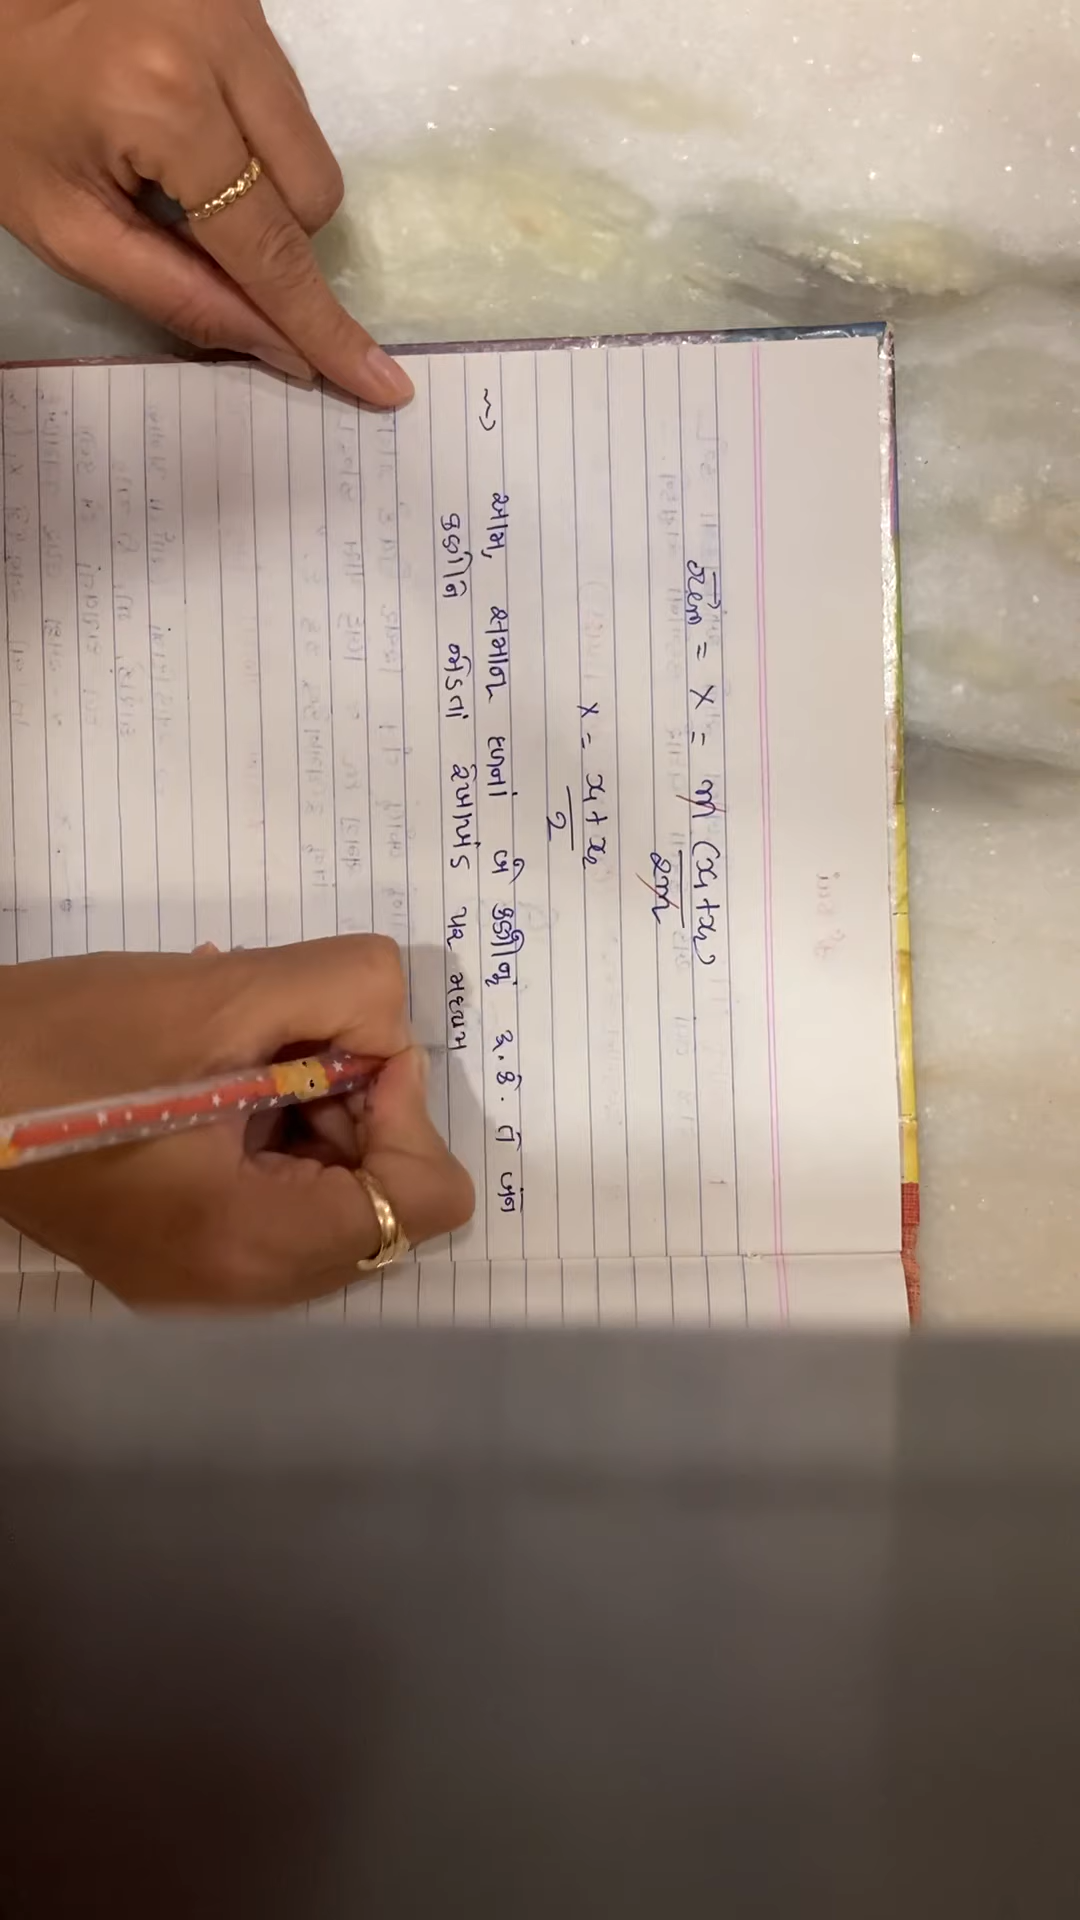 r⃗cm = X = m (x₁ + x₂)
2m
X = x₁ + x₂
2
~→ આમ, સમાન દળનાં બે કણોનું દ્ર.કે. તે બંને
કણોને જોડતાં રેખાખંડ પર મધ્યમ